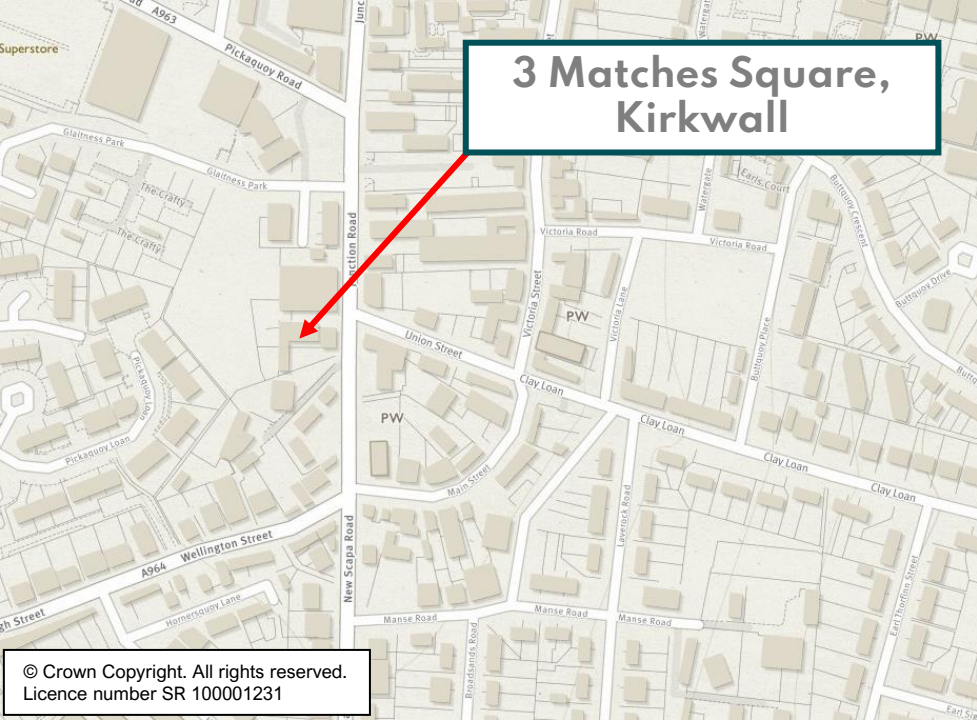 A963
Junc
Watergat
Superstore
Pickaquoy Road
PW
3 Matches Square,
Kirkwall
Glaitness Park
Glaitness Park
The Crafty
The Crafty
Earls Court
Watergate
Buttquoy Crescent
Junction Road
Victoria Road
Victoria Road
Buttquoy Drive
Victoria Street
Victoria Lane
PW
Union Street
Buttquoy Place
Buttq
Pickaquoy Loan
Clay Loan
PW
Clay Loan
Pickaquoy Loan
Clay Loan
Main Street
Clay Loan
Laverock Road
A964 Wellington Street
New Scapa Road
Earl Thorfinn Street
Hornersquoy Lane
gh Street
Manse Road
Manse Road
Manse Road
Broadsands Road
© Crown Copyright. All rights reserved.
Licence number SR 100001231